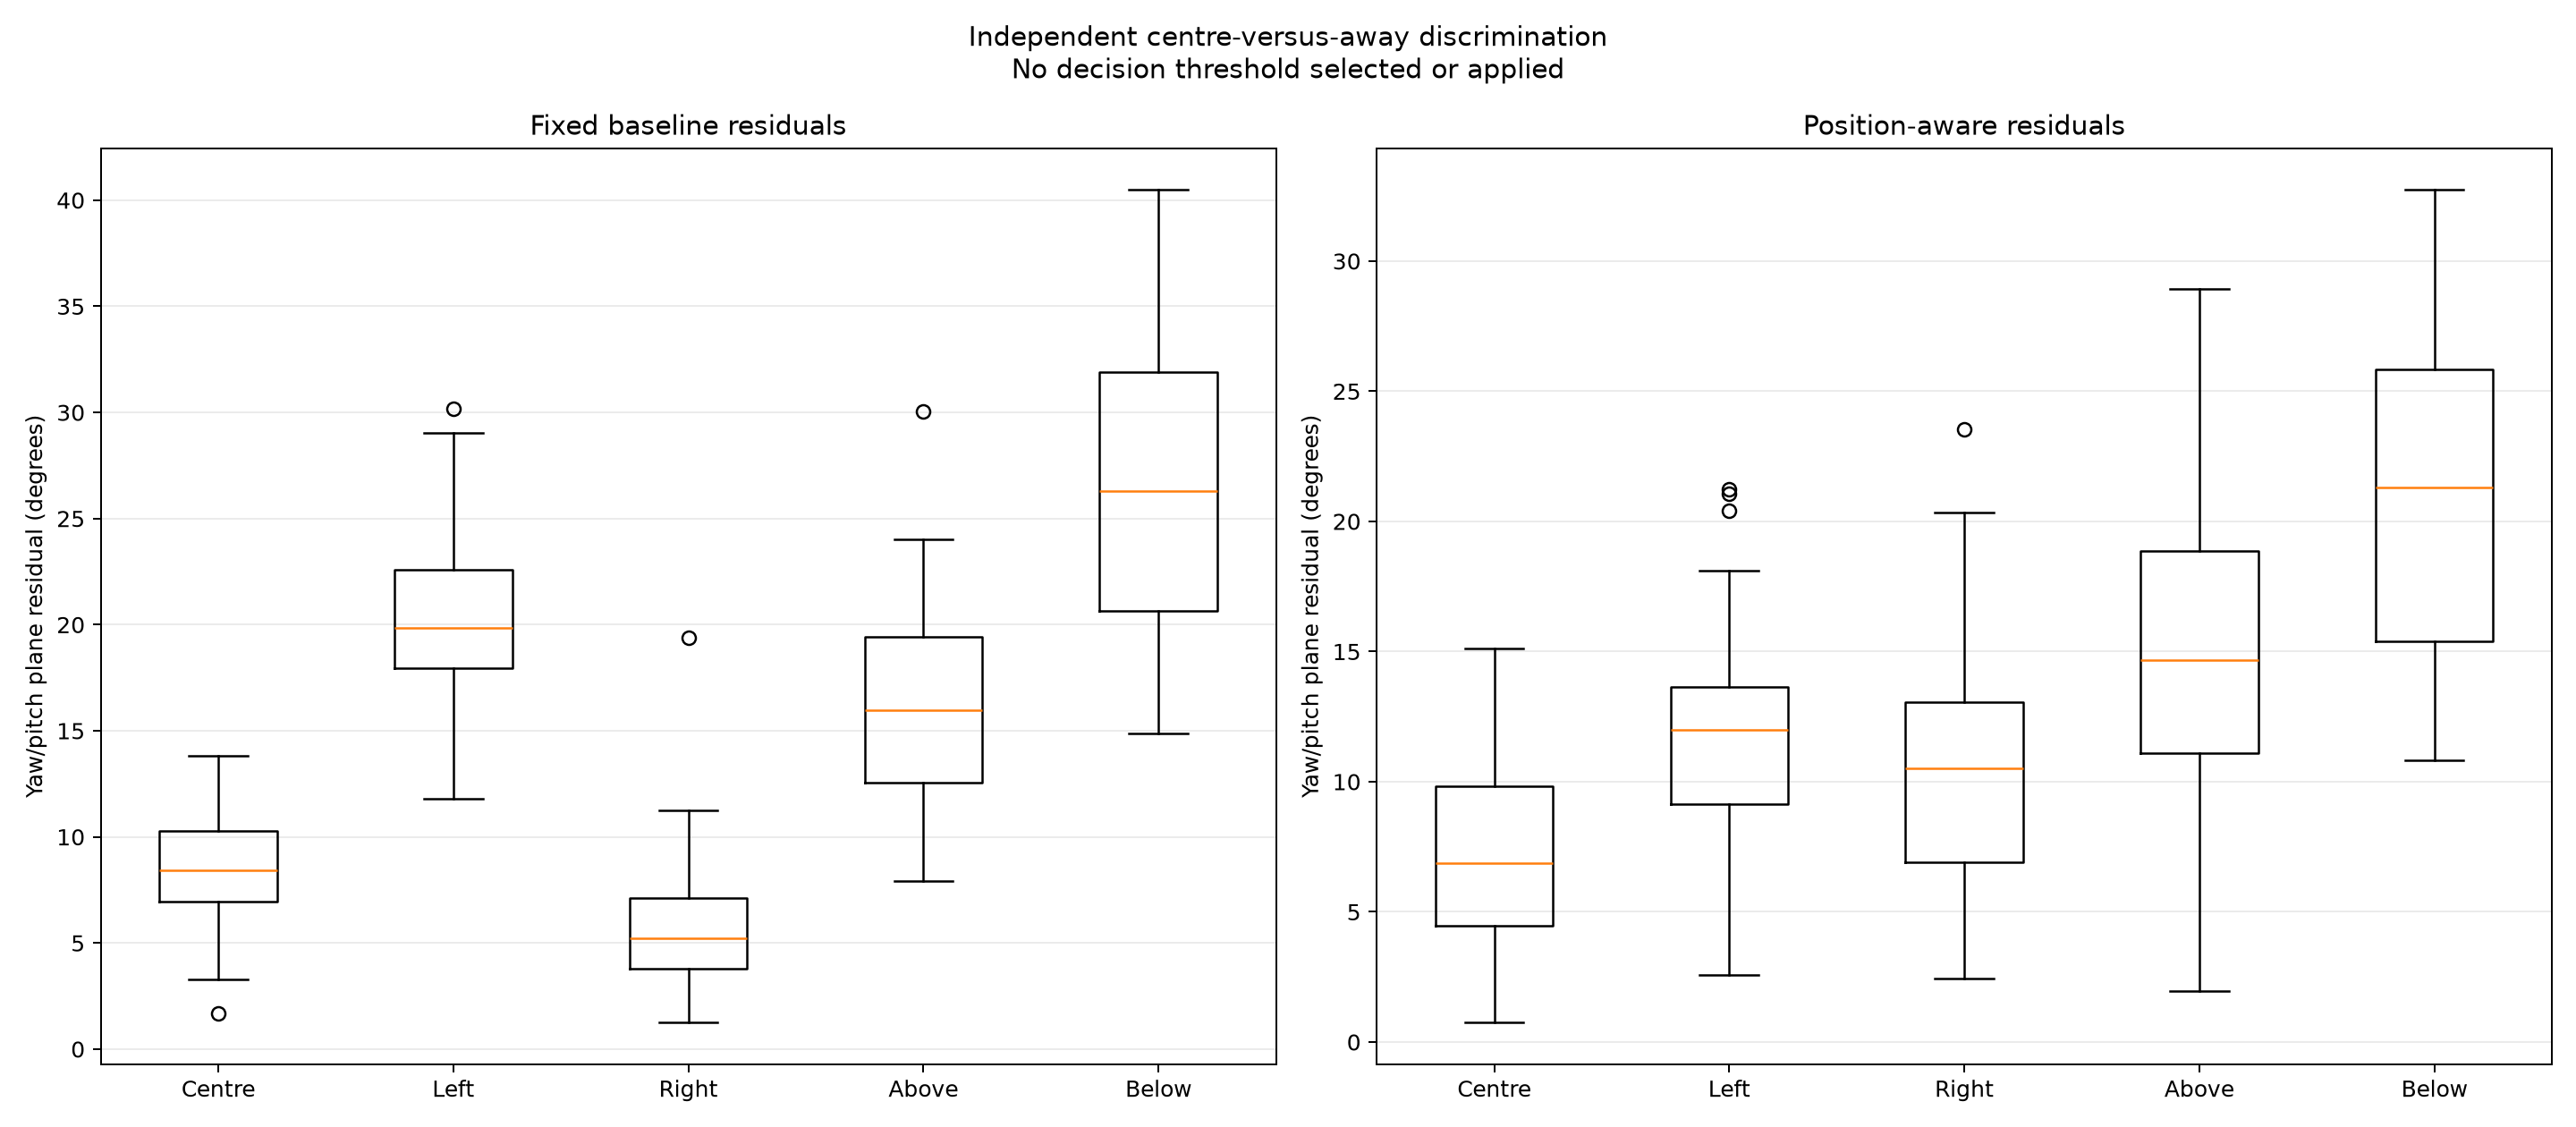 Independent centre-versus-away discrimination
No decision threshold selected or applied
Fixed baseline residuals
Yaw/pitch plane residual (degrees)
40
35
30
25
20
15
10
5
0
Centre Left Right Above Below
Position-aware residuals
Yaw/pitch plane residual (degrees)
30
25
20
15
10
5
0
Centre Left Right Above Below